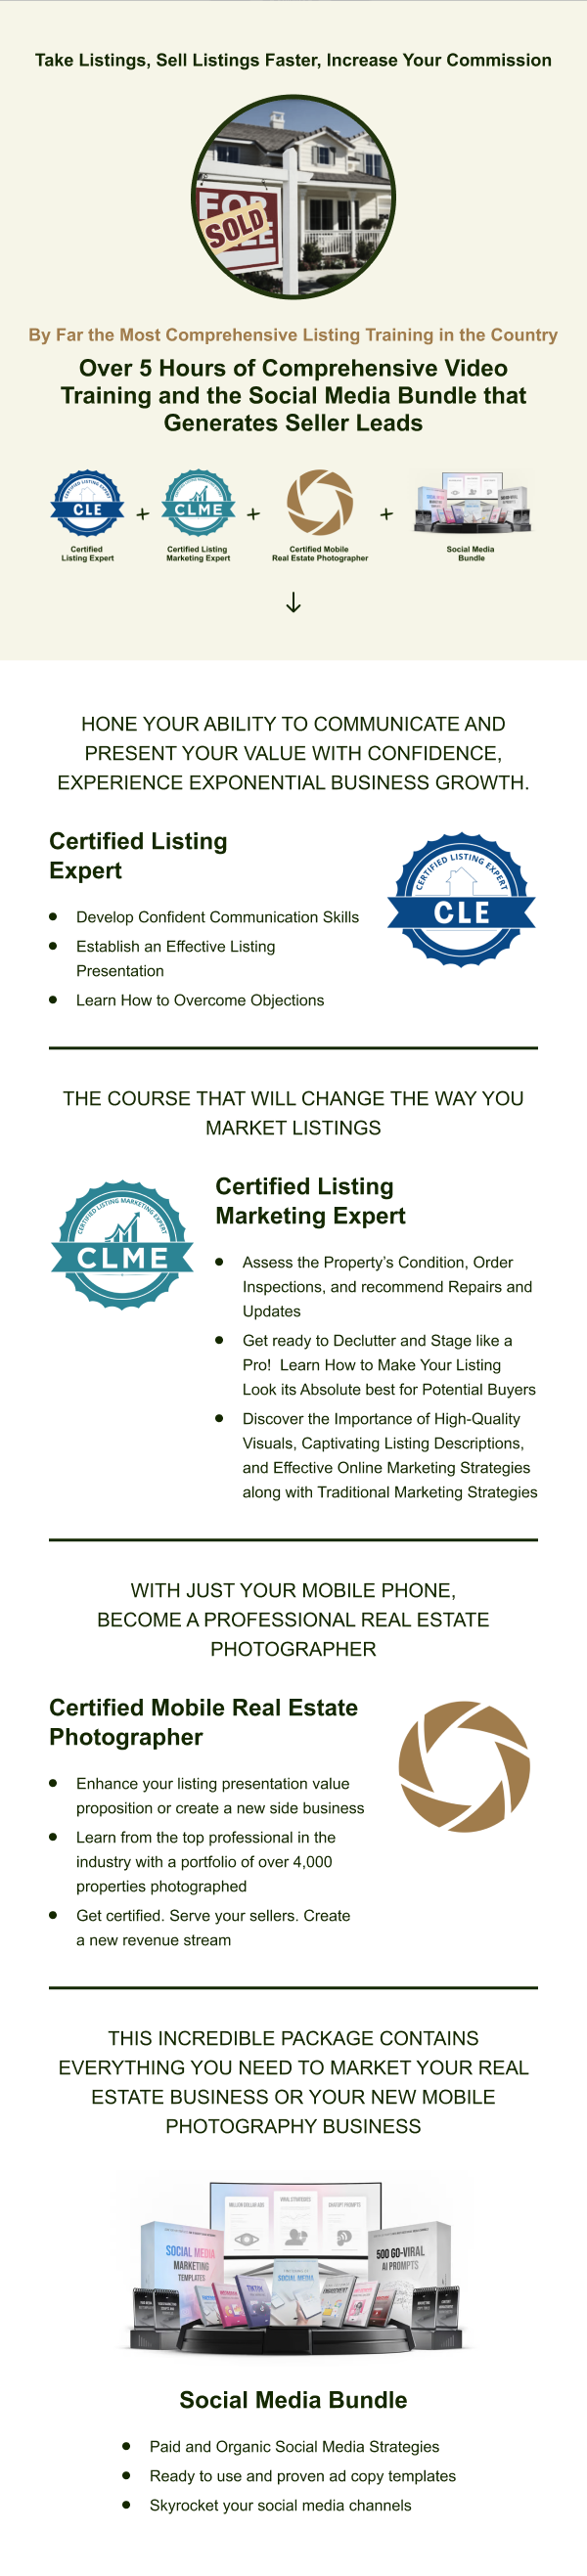 Take Listings, Sell Listings Faster, Increase Your Commission
FOR
SOLD
By Far the Most Comprehensive Listing Training in the Country
Over 5 Hours of Comprehensive Video
Training and the Social Media Bundle that
Generates Seller Leads
CERTIFIED LISTING EXPERT
CLE
+
CLME
+
+
Certified
Listing Expert
Certified Listing
Marketing Expert
Certified Mobile
Real Estate Photographer
Social Media
Bundle
HONE YOUR ABILITY TO COMMUNICATE AND
PRESENT YOUR VALUE WITH CONFIDENCE,
EXPERIENCE EXPONENTIAL BUSINESS GROWTH.
Certified Listing
Expert
CERTIFIED LISTING EXPERT
CLE
• Develop Confident Communication Skills
• Establish an Effective Listing
Presentation
• Learn How to Overcome Objections
THE COURSE THAT WILL CHANGE THE WAY YOU
MARKET LISTINGS
CERTIFIED LISTING MARKETING EXPERT
CLME
Certified Listing
Marketing Expert
• Assess the Property’s Condition, Order
Inspections, and recommend Repairs and
Updates
• Get ready to Declutter and Stage like a
Pro!  Learn How to Make Your Listing
Look its Absolute best for Potential Buyers
• Discover the Importance of High-Quality
Visuals, Captivating Listing Descriptions,
and Effective Online Marketing Strategies
along with Traditional Marketing Strategies
WITH JUST YOUR MOBILE PHONE,
BECOME A PROFESSIONAL REAL ESTATE
PHOTOGRAPHER
Certified Mobile Real Estate
Photographer
• Enhance your listing presentation value
proposition or create a new side business
• Learn from the top professional in the
industry with a portfolio of over 4,000
properties photographed
• Get certified. Serve your sellers. Create
a new revenue stream
THIS INCREDIBLE PACKAGE CONTAINS
EVERYTHING YOU NEED TO MARKET YOUR REAL
ESTATE BUSINESS OR YOUR NEW MOBILE
PHOTOGRAPHY BUSINESS
MILLION DOLLAR ADS
VIRAL STRATEGIES
CHATGPT PROMPTS
SOCIAL MEDIA
MARKETING
TEMPLATES
500 GO-VIRAL
AI PROMPTS
SOCIAL MEDIA
Social Media Bundle
• Paid and Organic Social Media Strategies
• Ready to use and proven ad copy templates
• Skyrocket your social media channels